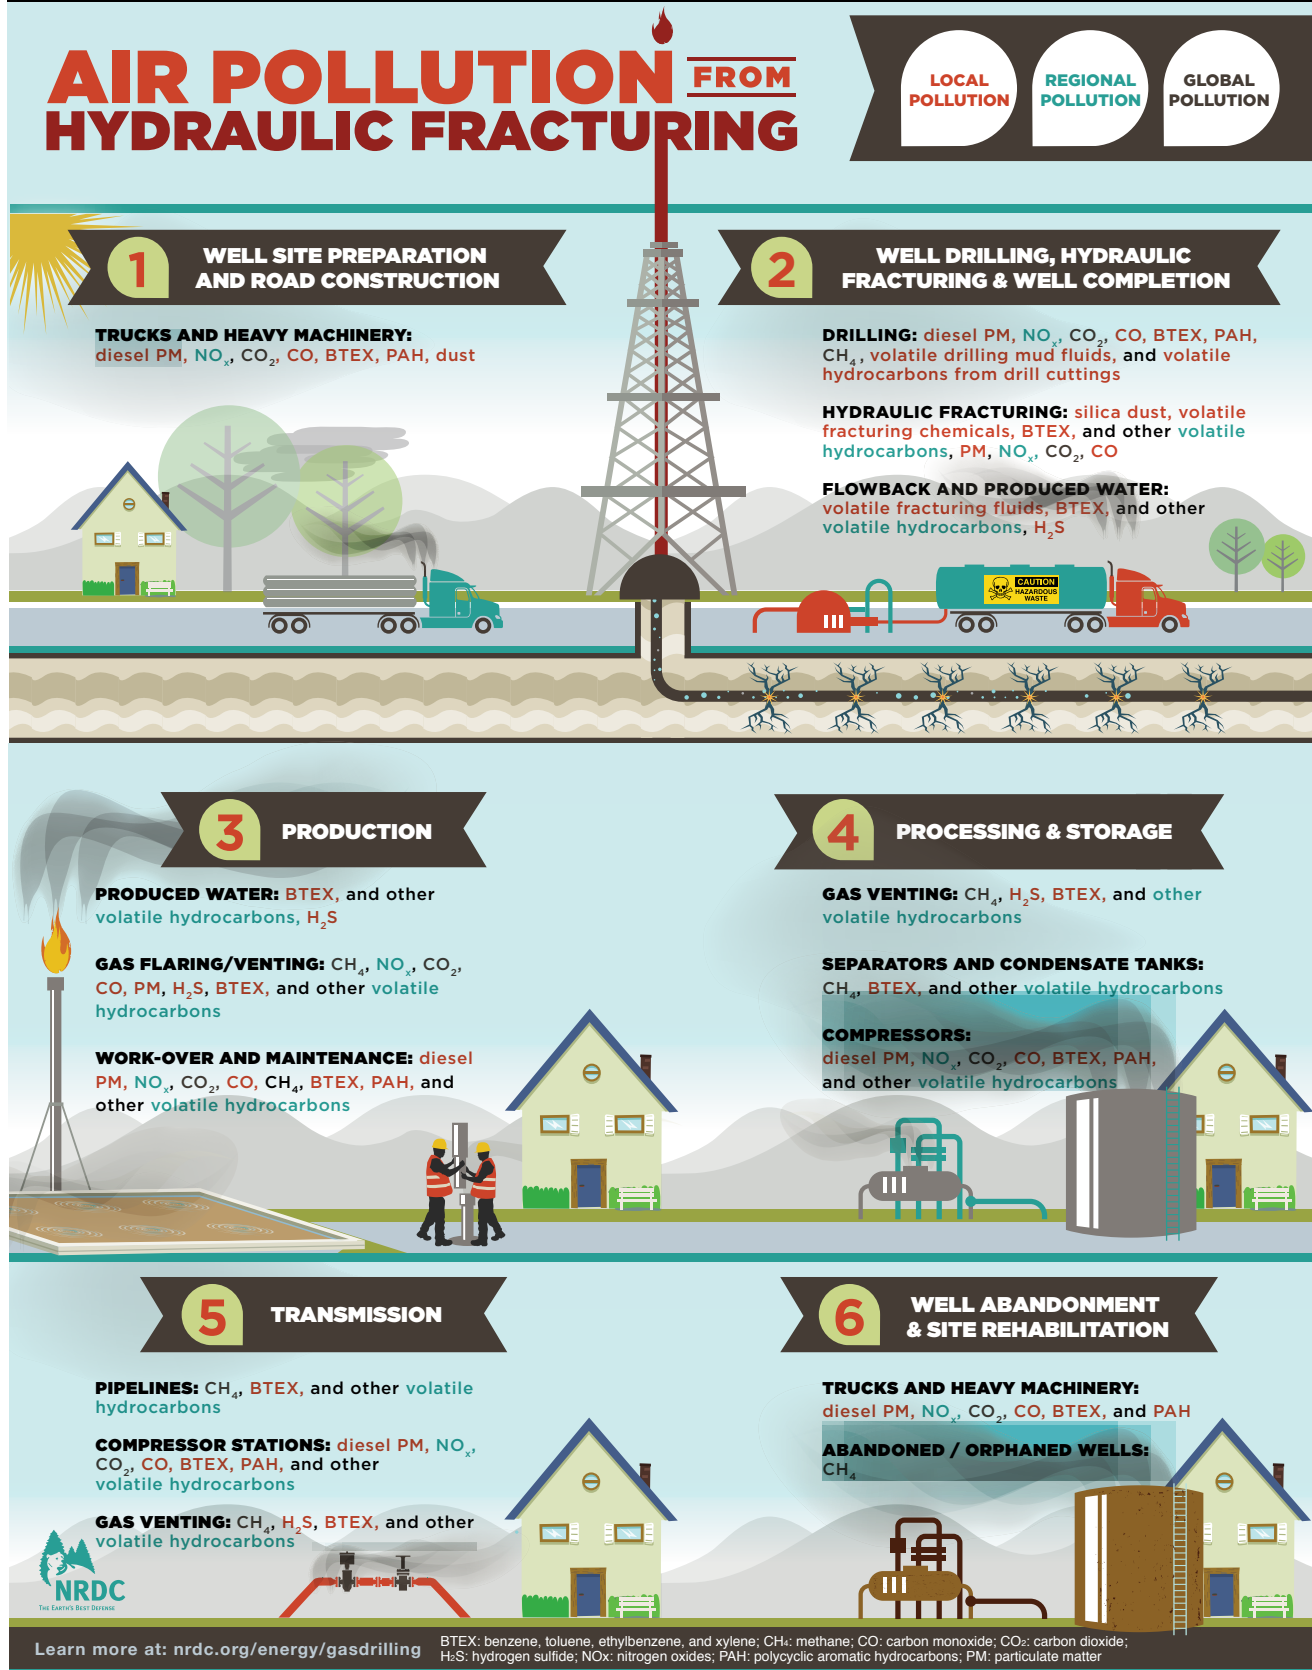 AIR POLLUTION FROM
HYDRAULIC FRACTURING
LOCAL
POLLUTION
REGIONAL
POLLUTION
GLOBAL
POLLUTION
1
WELL SITE PREPARATION
AND ROAD CONSTRUCTION
TRUCKS AND HEAVY MACHINERY:
diesel PM, NOx, CO2, CO, BTEX, PAH, dust
2
WELL DRILLING, HYDRAULIC
FRACTURING & WELL COMPLETION
DRILLING: diesel PM, NOx, CO2, CO, BTEX, PAH,
CH4, volatile drilling mud fluids, and volatile
hydrocarbons from drill cuttings
HYDRAULIC FRACTURING: silica dust, volatile
fracturing chemicals, BTEX, and other volatile
hydrocarbons, PM, NOx, CO2, CO
FLOWBACK AND PRODUCED WATER:
volatile fracturing fluids, BTEX, and other
volatile hydrocarbons, H2S
CAUTION
HAZARDOUS
WASTE
3
PRODUCTION
PRODUCED WATER: BTEX, and other
volatile hydrocarbons, H2S
GAS FLARING/VENTING: CH4, NOx, CO2,
CO, PM, H2S, BTEX, and other volatile
hydrocarbons
WORK-OVER AND MAINTENANCE: diesel
PM, NOx, CO2, CO, CH4, BTEX, PAH, and
other volatile hydrocarbons
4
PROCESSING & STORAGE
GAS VENTING: CH4, H2S, BTEX, and other
volatile hydrocarbons
SEPARATORS AND CONDENSATE TANKS:
CH4, BTEX, and other volatile hydrocarbons
COMPRESSORS:
diesel PM, NOx, CO2, CO, BTEX, PAH,
and other volatile hydrocarbons
5
TRANSMISSION
PIPELINES: CH4, BTEX, and other volatile
hydrocarbons
COMPRESSOR STATIONS: diesel PM, NOx,
CO2, CO, BTEX, PAH, and other
volatile hydrocarbons
GAS VENTING: CH4, H2S, BTEX, and other
volatile hydrocarbons
6
WELL ABANDONMENT
& SITE REHABILITATION
TRUCKS AND HEAVY MACHINERY:
diesel PM, NOx, CO2, CO, BTEX, and PAH
ABANDONED / ORPHANED WELLS:
CH4
NRDC
THE EARTH'S BEST DEFENSE
Learn more at: nrdc.org/energy/gasdrilling
BTEX: benzene, toluene, ethylbenzene, and xylene; CH4: methane; CO: carbon monoxide; CO2: carbon dioxide;
H2S: hydrogen sulfide; NOx: nitrogen oxides; PAH: polycyclic aromatic hydrocarbons; PM: particulate matter